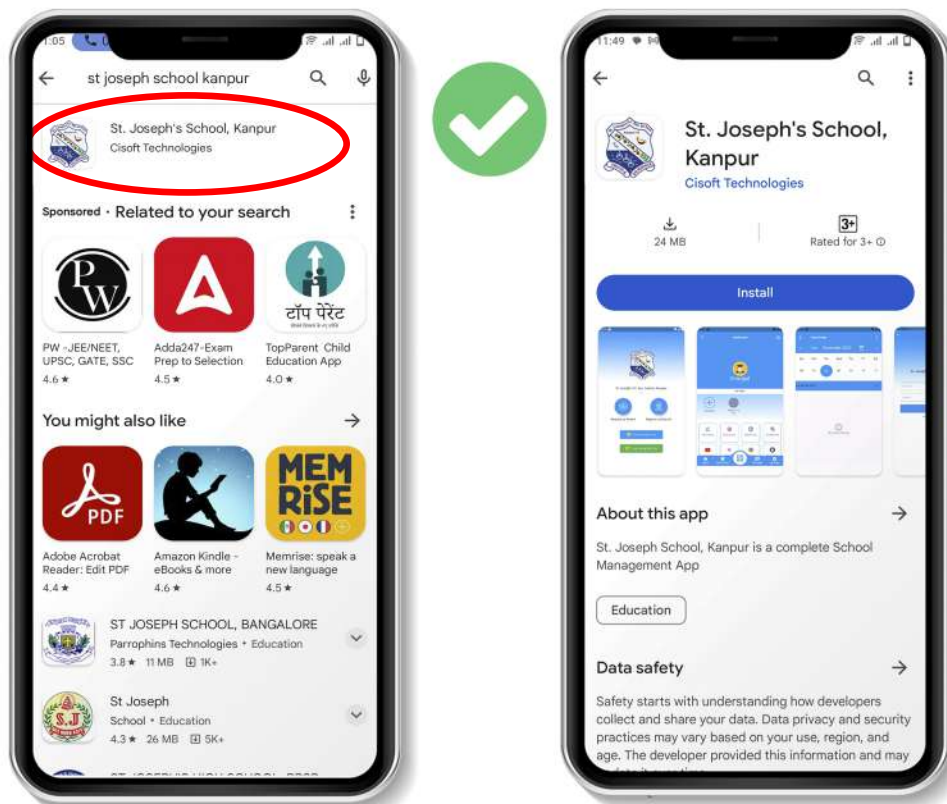 1:05
st joseph school kanpur
St. Joseph's School, Kanpur
Cisoft Technologies
Sponsored · Related to your search
PW
टॉप पेरेंट
PW -JEE/NEET,
UPSC, GATE, SSC
4.6 ★
Adda247-Exam
Prep to Selection
4.5 ★
TopParent Child
Education App
4.0 ★
You might also like
PDF
MEM
RiSE
Adobe Acrobat
Reader: Edit PDF
4.4 ★
Amazon Kindle -
eBooks & more
4.6 ★
Memrise: speak a
new language
4.5 ★
ST JOSEPH SCHOOL, BANGALORE
Parrophins Technologies • Education
3.8 ★ 11 MB 1K+
S.J
St Joseph
School • Education
4.3 ★ 26 MB 5K+
11:49
St. Joseph's School,
Kanpur
Cisoft Technologies
24 MB
3+
Rated for 3+
Install
About this app
St. Joseph School, Kanpur is a complete School
Management App
Education
Data safety
Safety starts with understanding how developers
collect and share your data. Data privacy and security
practices may vary based on your use, region, and
age. The developer provided this information and may